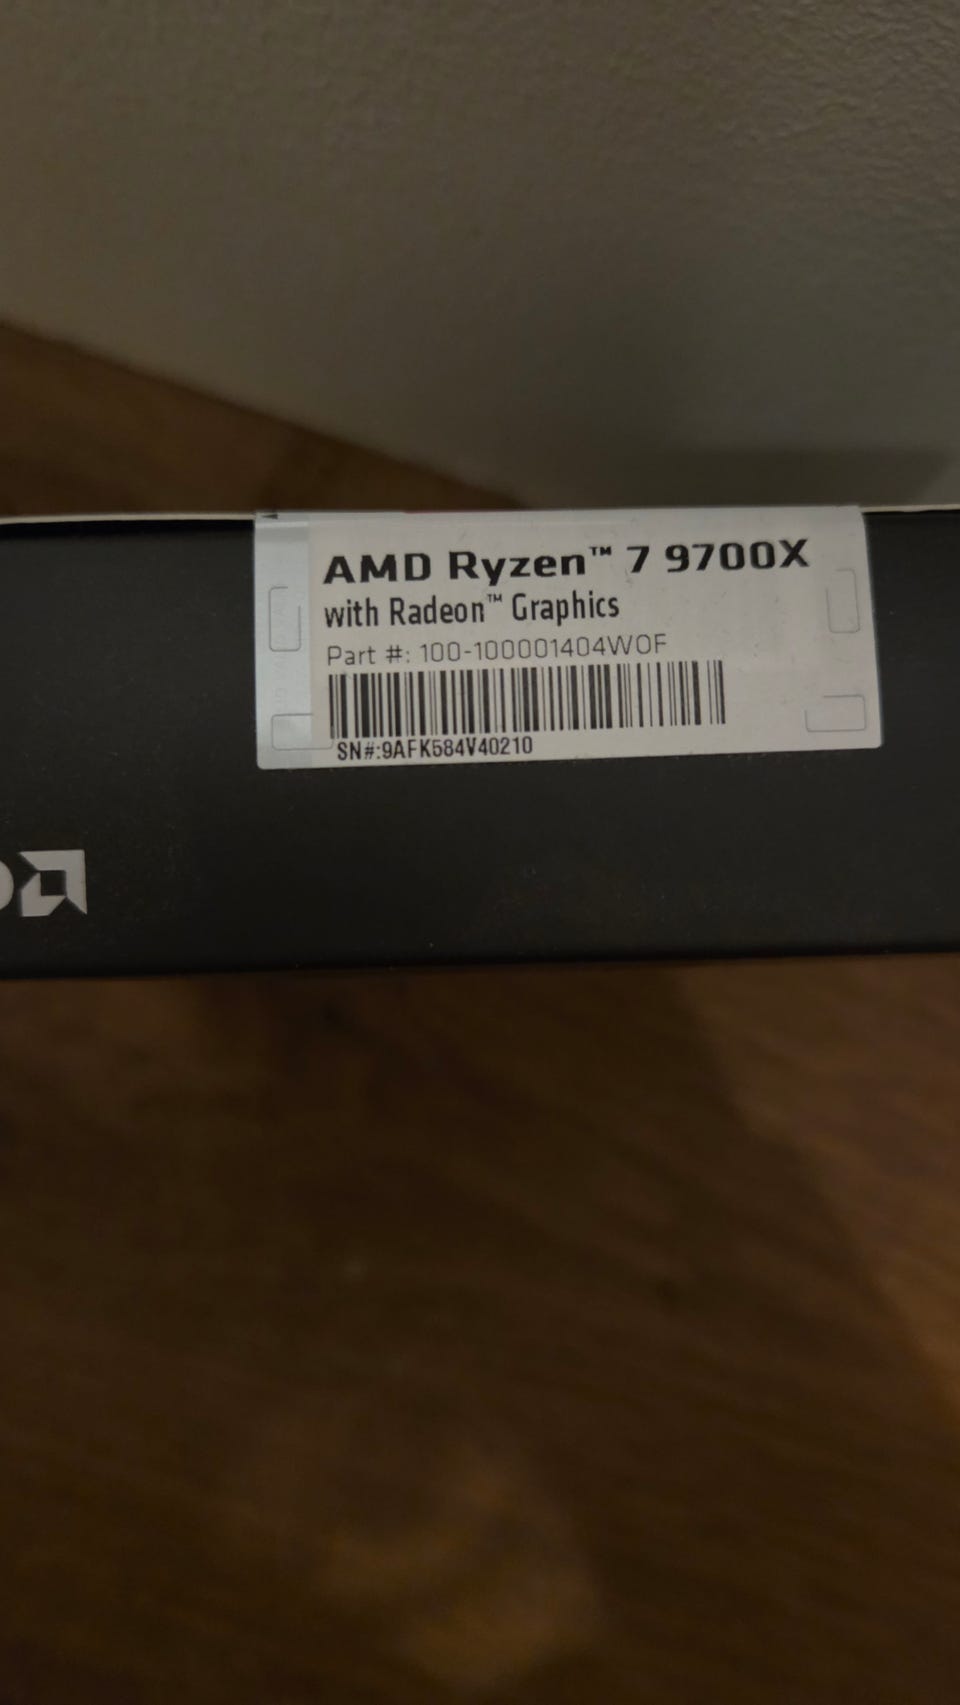 AMD Ryzen™ 7 9700X
with Radeon™ Graphics
Part #: 100-100001404WOF
SN#:9AFK584V40210